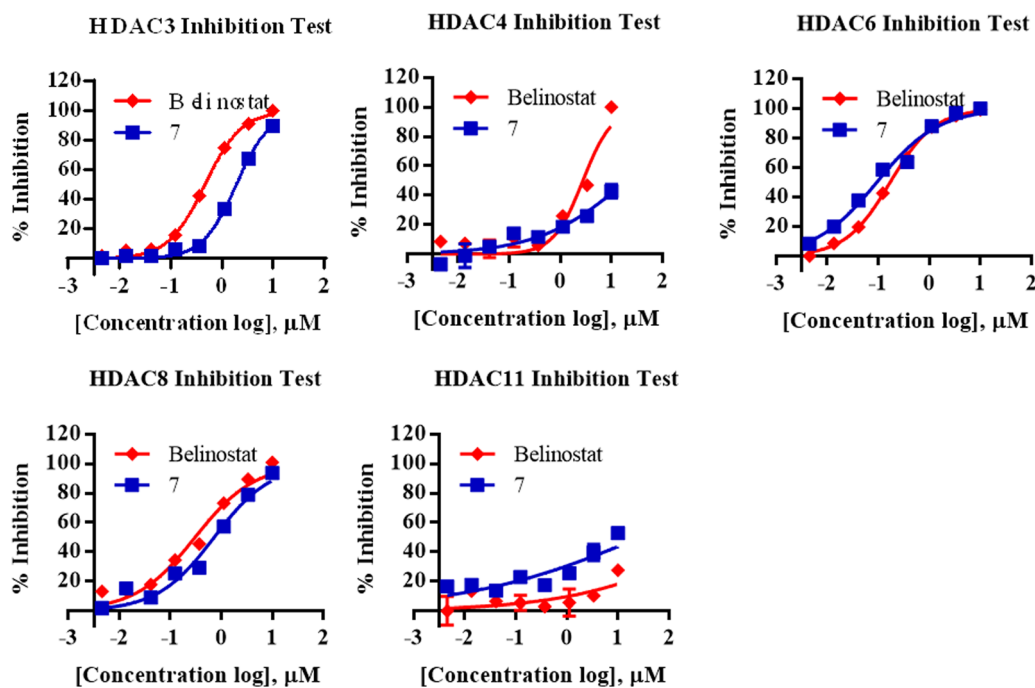 HDAC3 Inhibition Test
120
100
80
60
40
20
-3 -2 -1 0 1 2
% Inhibition
[Concentration log], μM
B d i nos tat
7
HDAC4 Inhibition Test
120
100
80
60
40
20
-3 -2 -1 0 1 2
% Inhibition
[Concentration log], μM
Belinostat
7
HDAC6 Inhibition Test
120
100
80
60
40
20
-3 -2 -1 0 1 2
% Inhibition
[Concentration log], μM
Belinostat
7
HDAC8 Inhibition Test
120
100
80
60
40
20
-3 -2 -1 0 1 2
% Inhibition
[Concentration log], μM
Belinostat
7
HDAC11 Inhibition Test
120
100
80
60
40
20
-3 -2 -1 0 1 2
% Inhibition
[Concentration log], μM
Belinostat
7